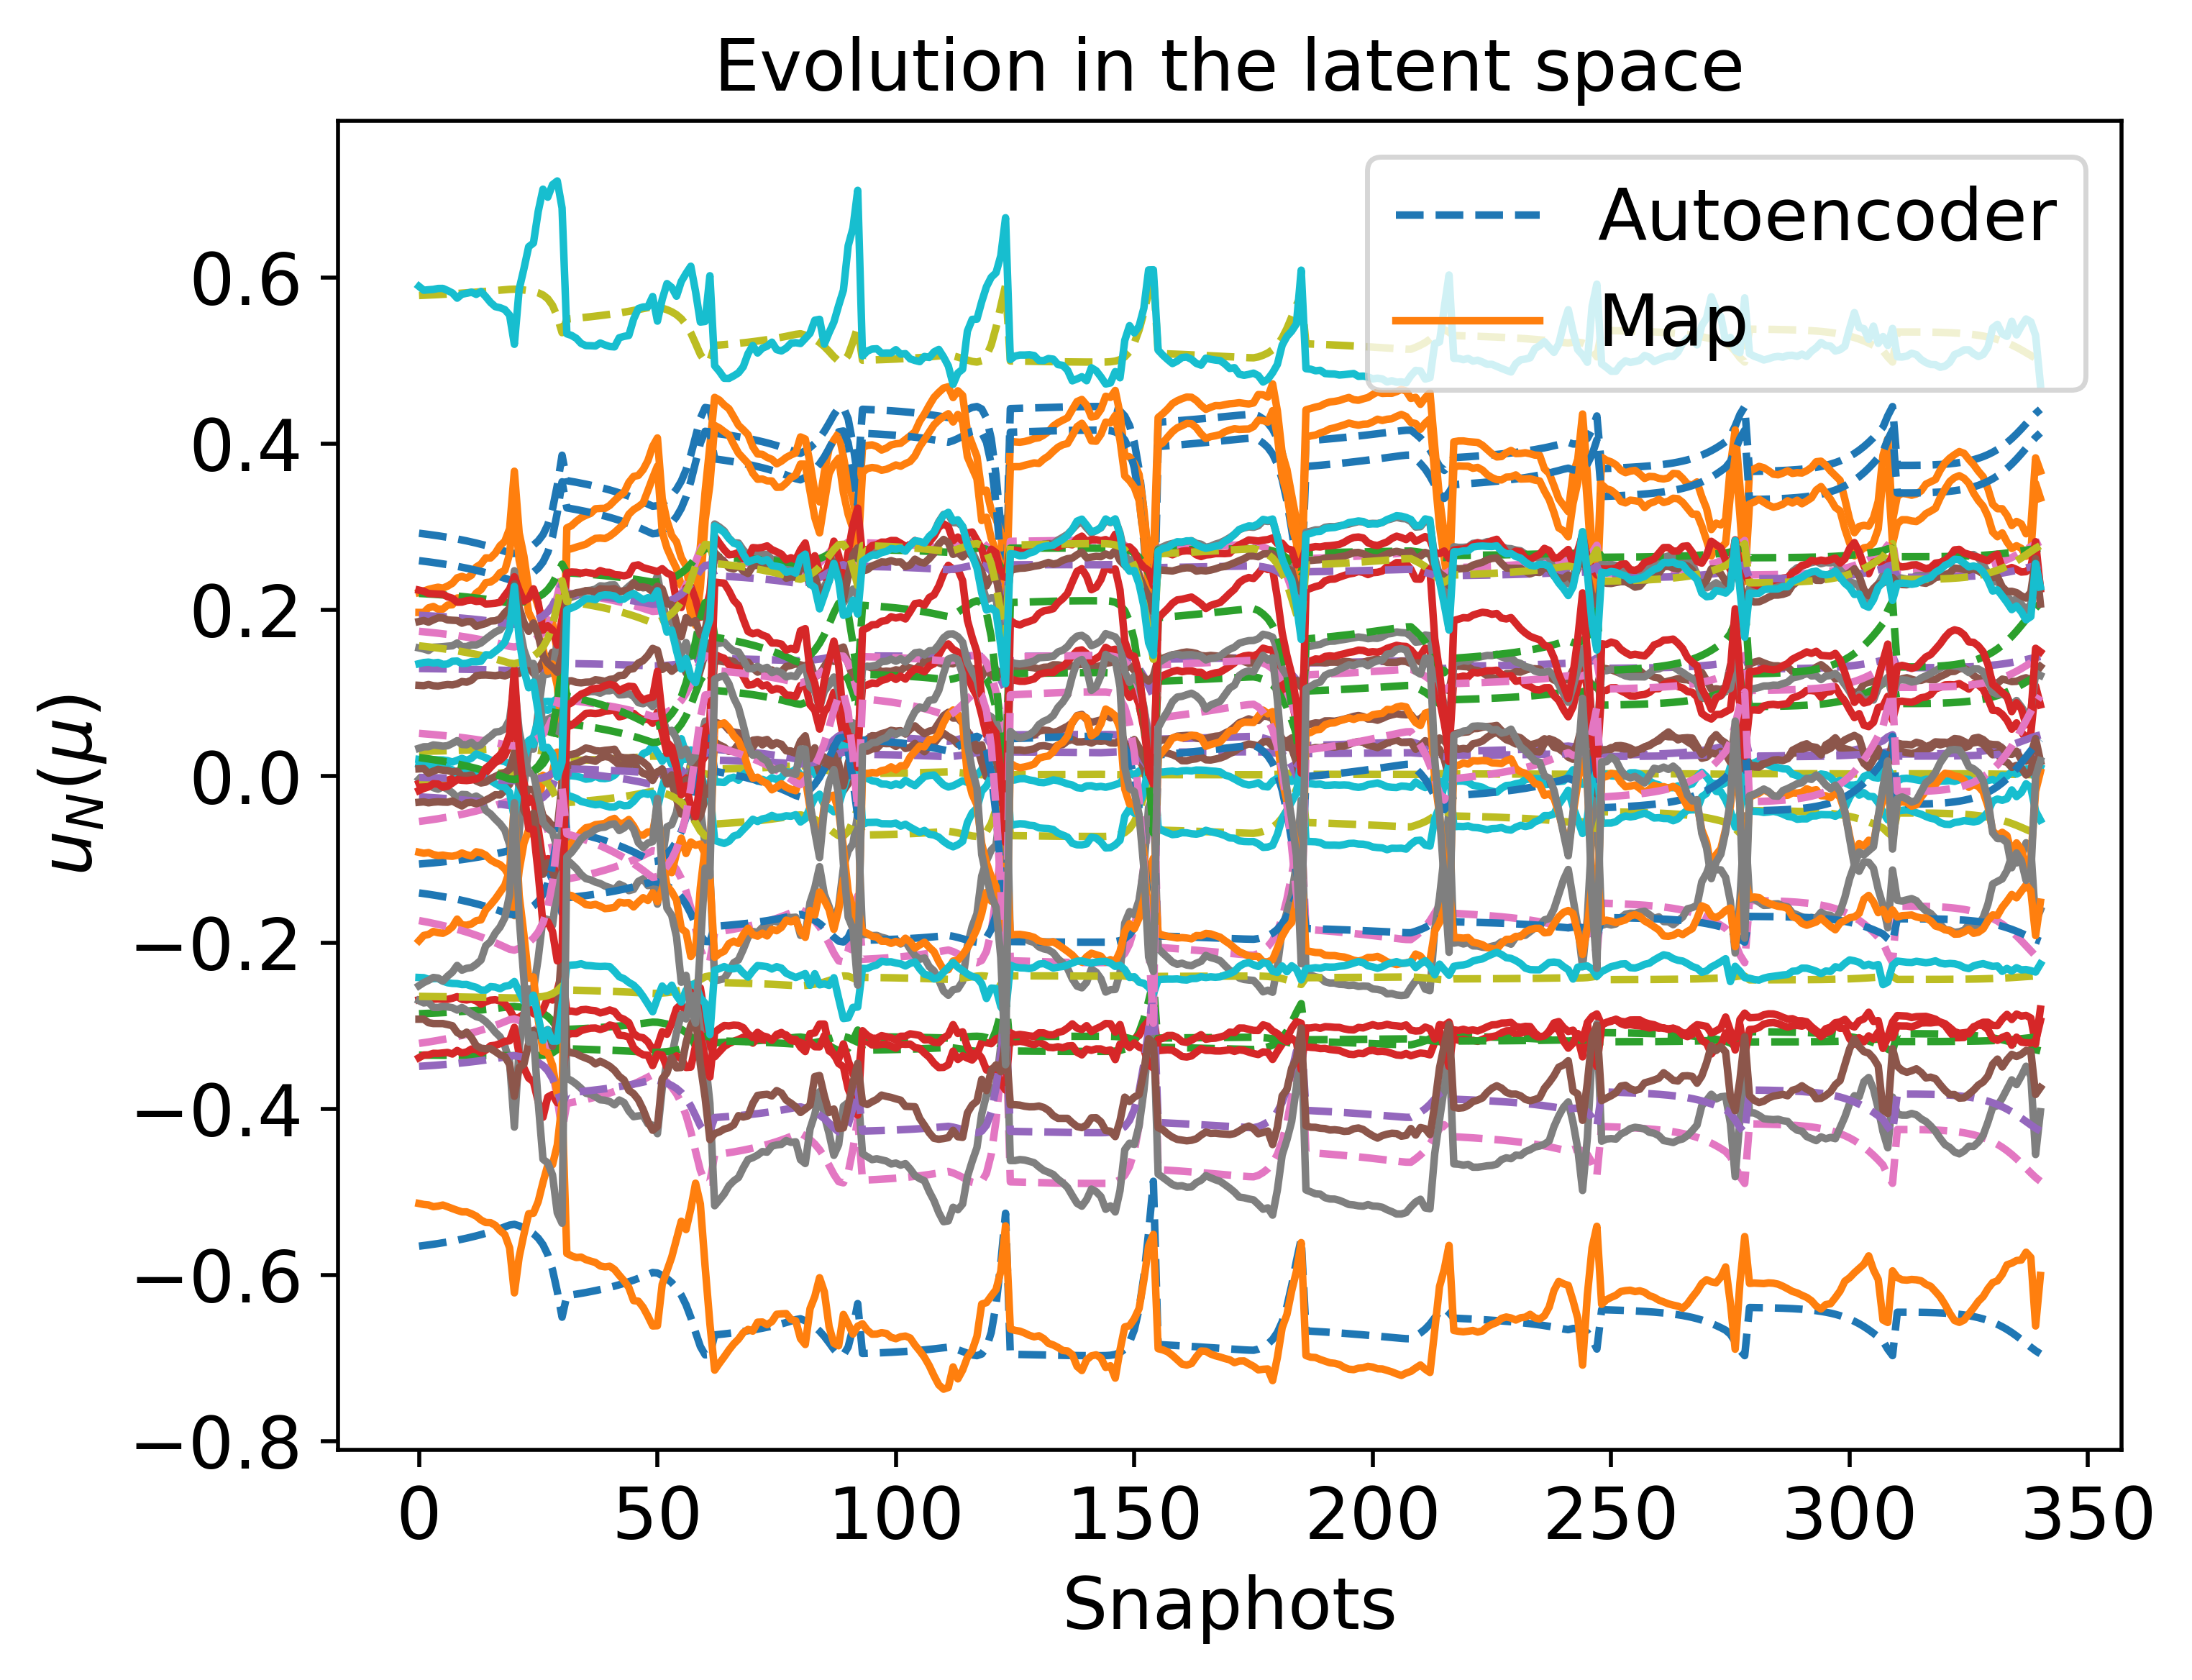 Evolution in the latent space
Autoencoder
Map
0.6
0.4
0.2
0.0
−0.2
−0.4
−0.6
−0.8
u_N(μ)
0 50 100 150 200 250 300 350
Snaphots